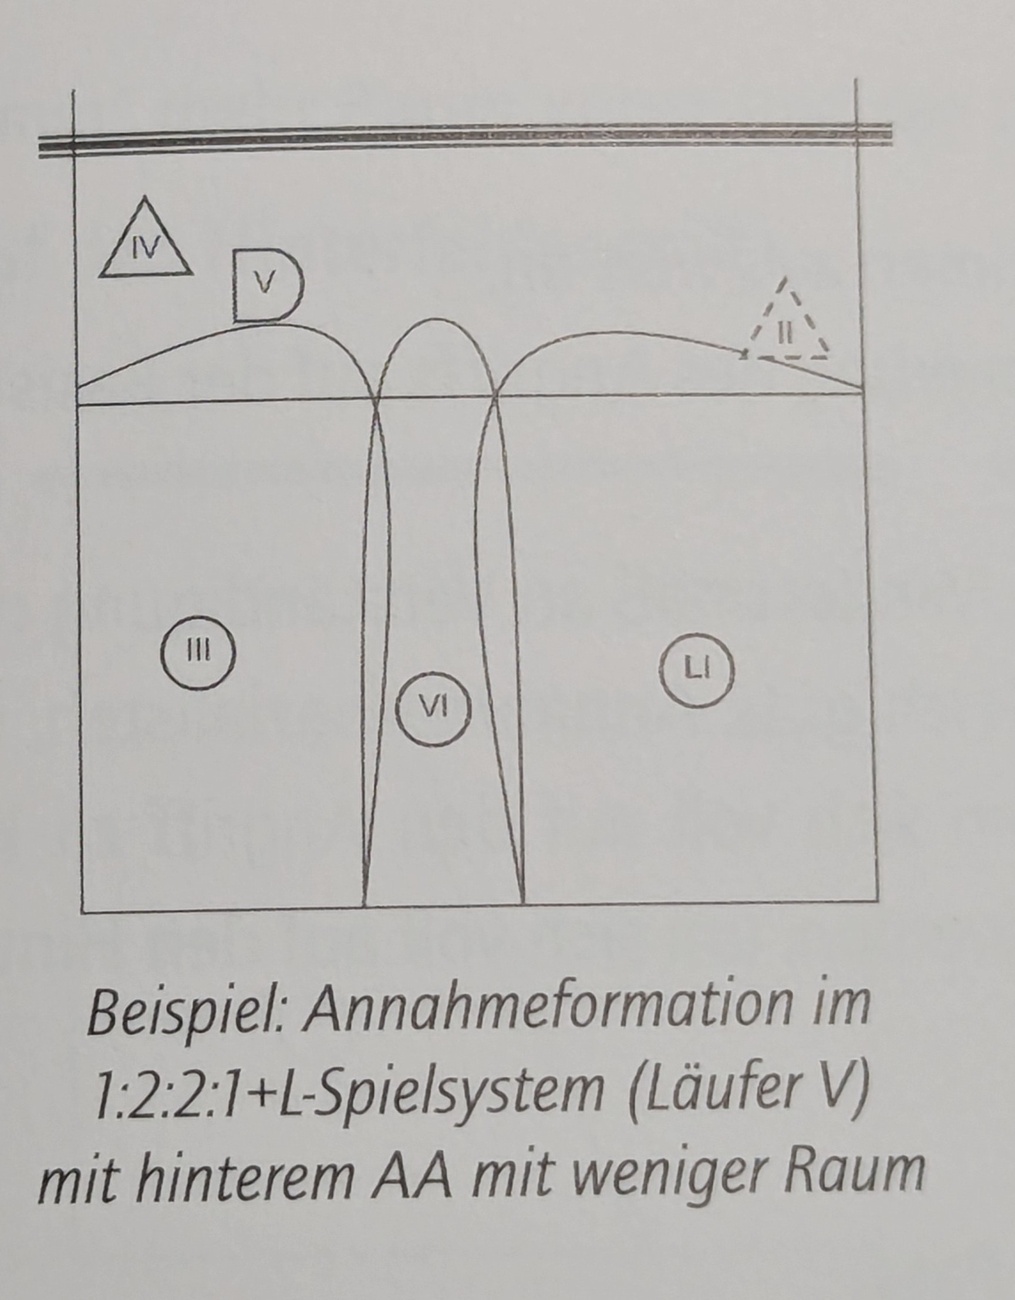 IV
V
II
III
VI
LI
Beispiel: Annahmeformation im
1:2:2:1+L-Spielsystem (Läufer V)
mit hinterem AA mit weniger Raum